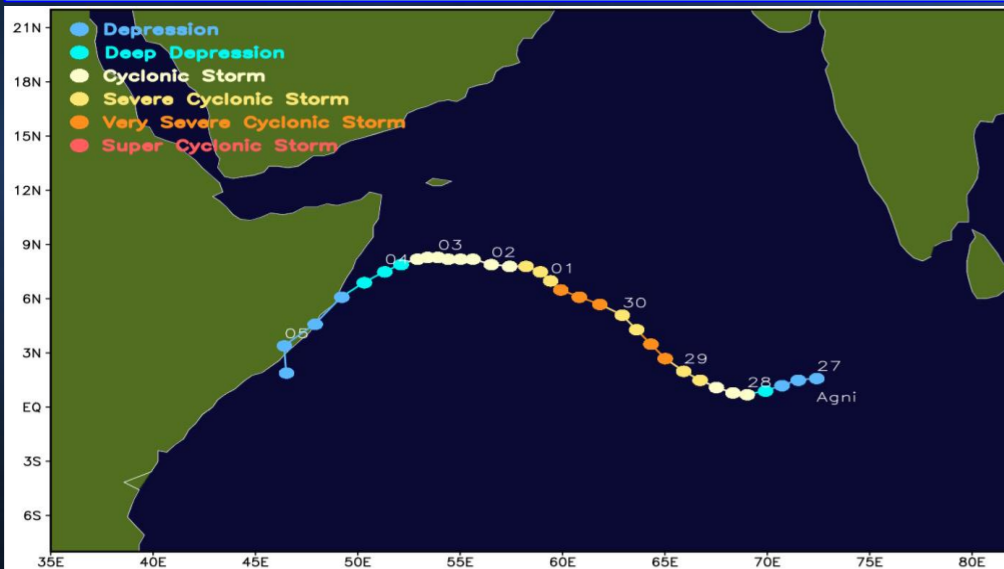 21N
Depression
Deep Depression
18N
Cyclonic Storm
Severe Cyclonic Storm
Very Severe Cyclonic Storm
15N
Super Cyclonic Storm
12N
9N
03
02
04
01
6N
30
05
3N
29
28
27
Agni
EQ
3S
6S
35E 40E 45E 50E 55E 60E 65E 70E 75E 80E